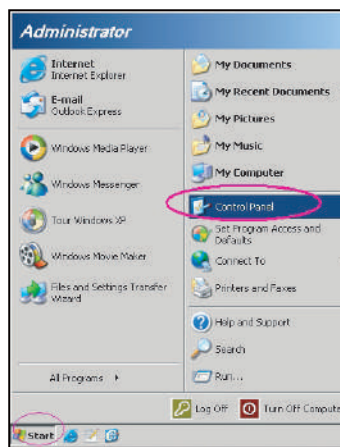 Administrator
Internet
Internet Explorer
E-mail
Outlook Express
Windows Media Player
Windows Messenger
Tour Windows XP
Windows Movie Maker
Files and Settings Transfer
Wizard
All Programs
My Documents
My Recent Documents
My Pictures
My Music
My Computer
Control Panel
Set Program Access and
Defaults
Connect To
Printers and Faxes
Help and Support
Search
Run...
Log Off
Turn Off Compute
Start